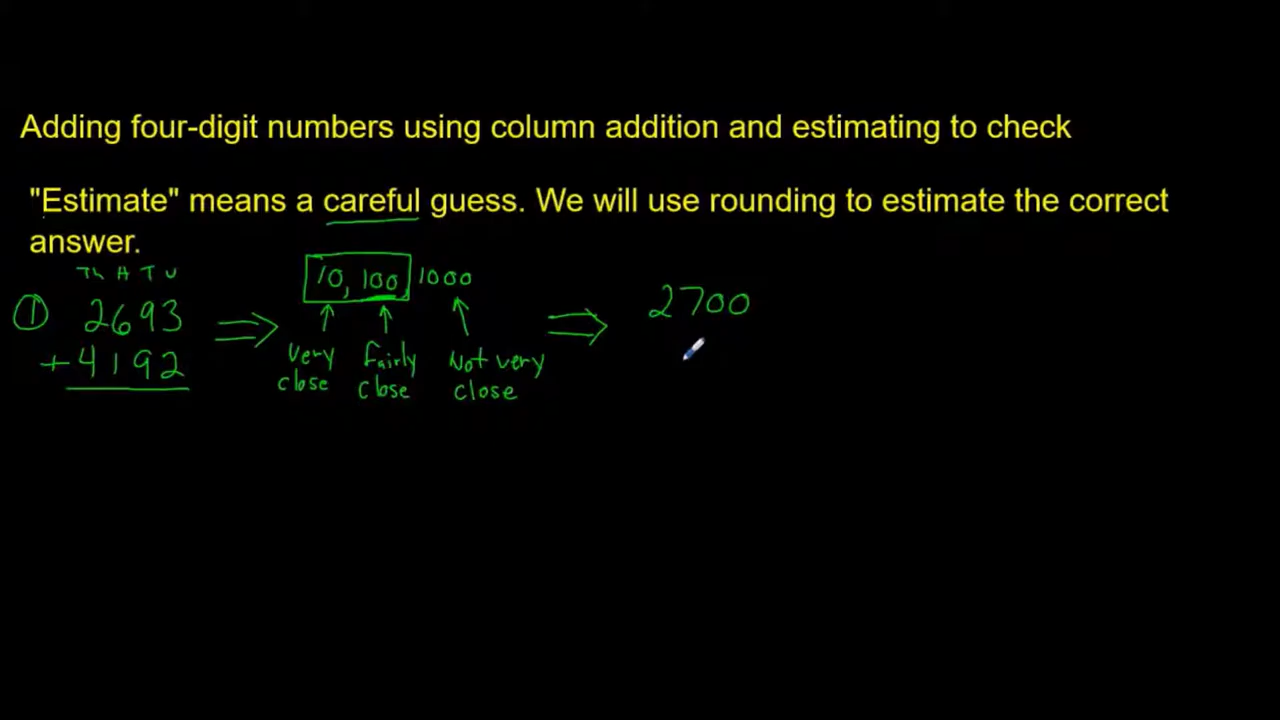 Adding four-digit numbers using column addition and estimating to check
"Estimate" means a careful guess. We will use rounding to estimate the correct
answer.
Th H T U
① 2693
+4192
10, 100, 1000
Very close
Fairly close
Not very close
2700